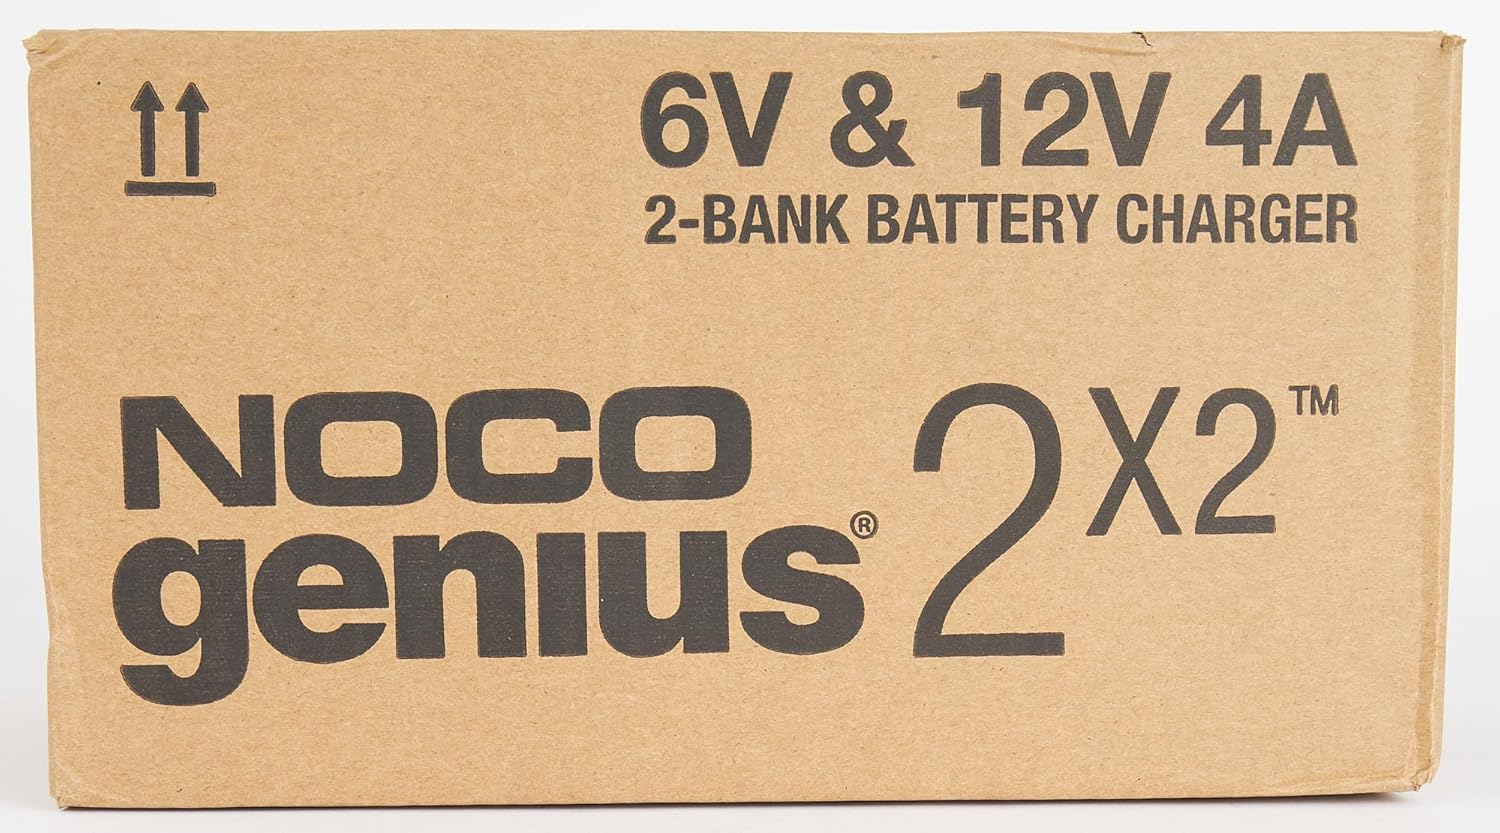 6V & 12V 4A
2-BANK BATTERY CHARGER
NOCO
genius® 2X2™